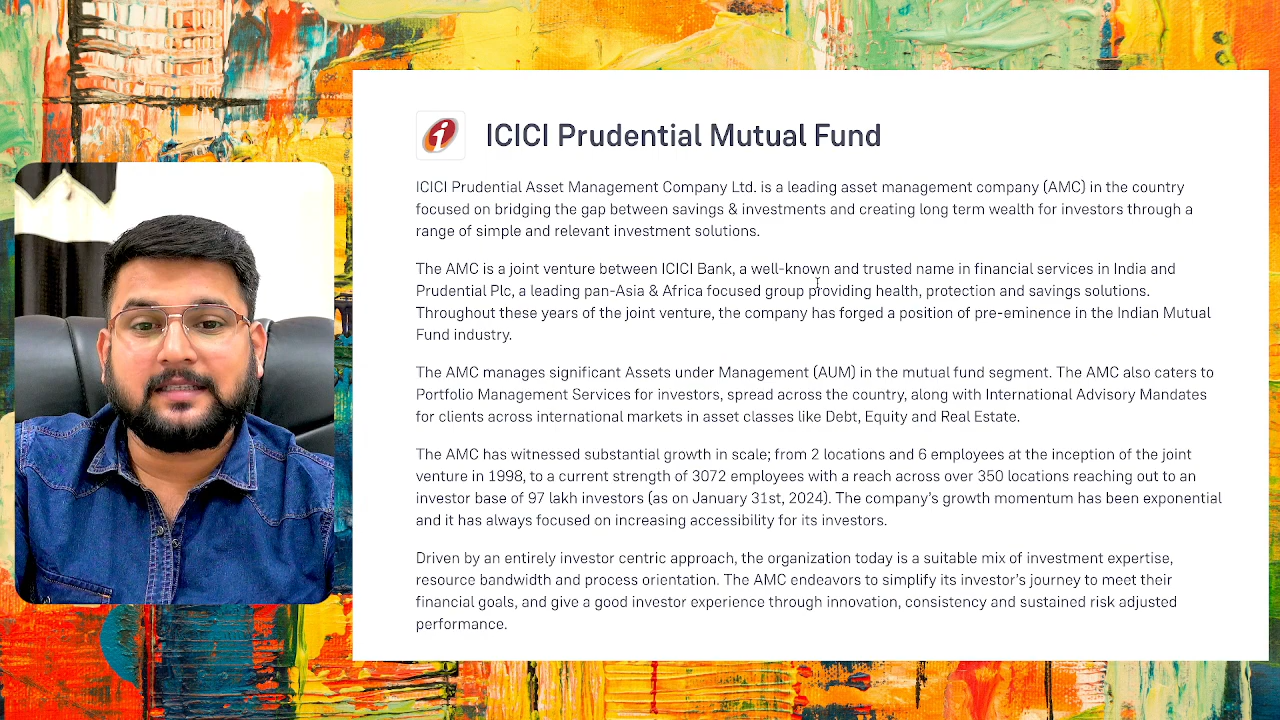 ICICI Prudential Mutual Fund
ICICI Prudential Asset Management Company Ltd. is a leading asset management company (AMC) in the country
focused on bridging the gap between savings & investments and creating long term wealth for investors through a
range of simple and relevant investment solutions.
The AMC is a joint venture between ICICI Bank, a well-known and trusted name in financial services in India and
Prudential Plc, a leading pan-Asia & Africa focused group providing health, protection and savings solutions.
Throughout these years of the joint venture, the company has forged a position of pre-eminence in the Indian Mutual
Fund industry.
The AMC manages significant Assets under Management (AUM) in the mutual fund segment. The AMC also caters to
Portfolio Management Services for investors, spread across the country, along with International Advisory Mandates
for clients across international markets in asset classes like Debt, Equity and Real Estate.
The AMC has witnessed substantial growth in scale; from 2 locations and 6 employees at the inception of the joint
venture in 1998, to a current strength of 3072 employees with a reach across over 350 locations reaching out to an
investor base of 97 lakh investors (as on January 31st, 2024). The company's growth momentum has been exponential
and it has always focused on increasing accessibility for its investors.
Driven by an entirely investor centric approach, the organization today is a suitable mix of investment expertise,
resource bandwidth and process orientation. The AMC endeavors to simplify its investor's journey to meet their
financial goals, and give a good investor experience through innovation, consistency and sustained risk adjusted
performance.